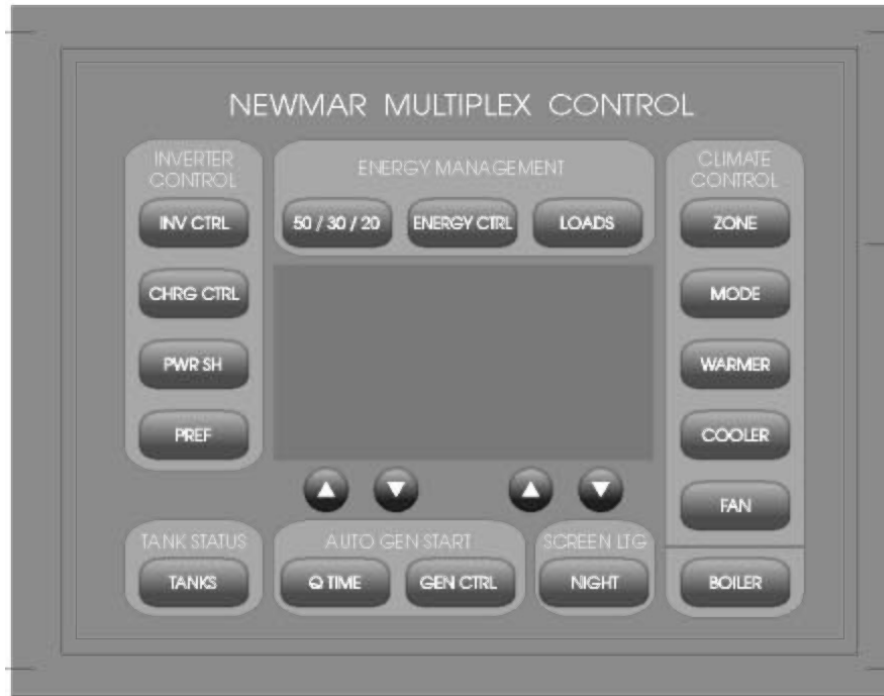 NEWMAR MULTIPLEX CONTROL
INVERTER
CONTROL
INV CTRL
CHRG CTRL
PWR SH
PREF
ENERGY MANAGEMENT
50 / 30 / 20
ENERGY CTRL
LOADS
CLIMATE
CONTROL
ZONE
MODE
WARMER
COOLER
FAN
BOILER
TANK STATUS
TANKS
AUTO GEN START
Q TIME
GEN CTRL
SCREEN LTG
NIGHT